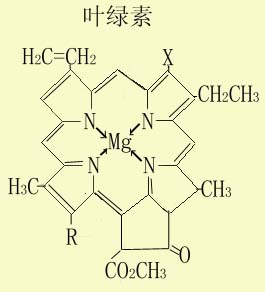 叶绿素
H2C=CH2 X
CH2CH3
N N
Mg
N N
H3C CH3
R
O
CO2CH3